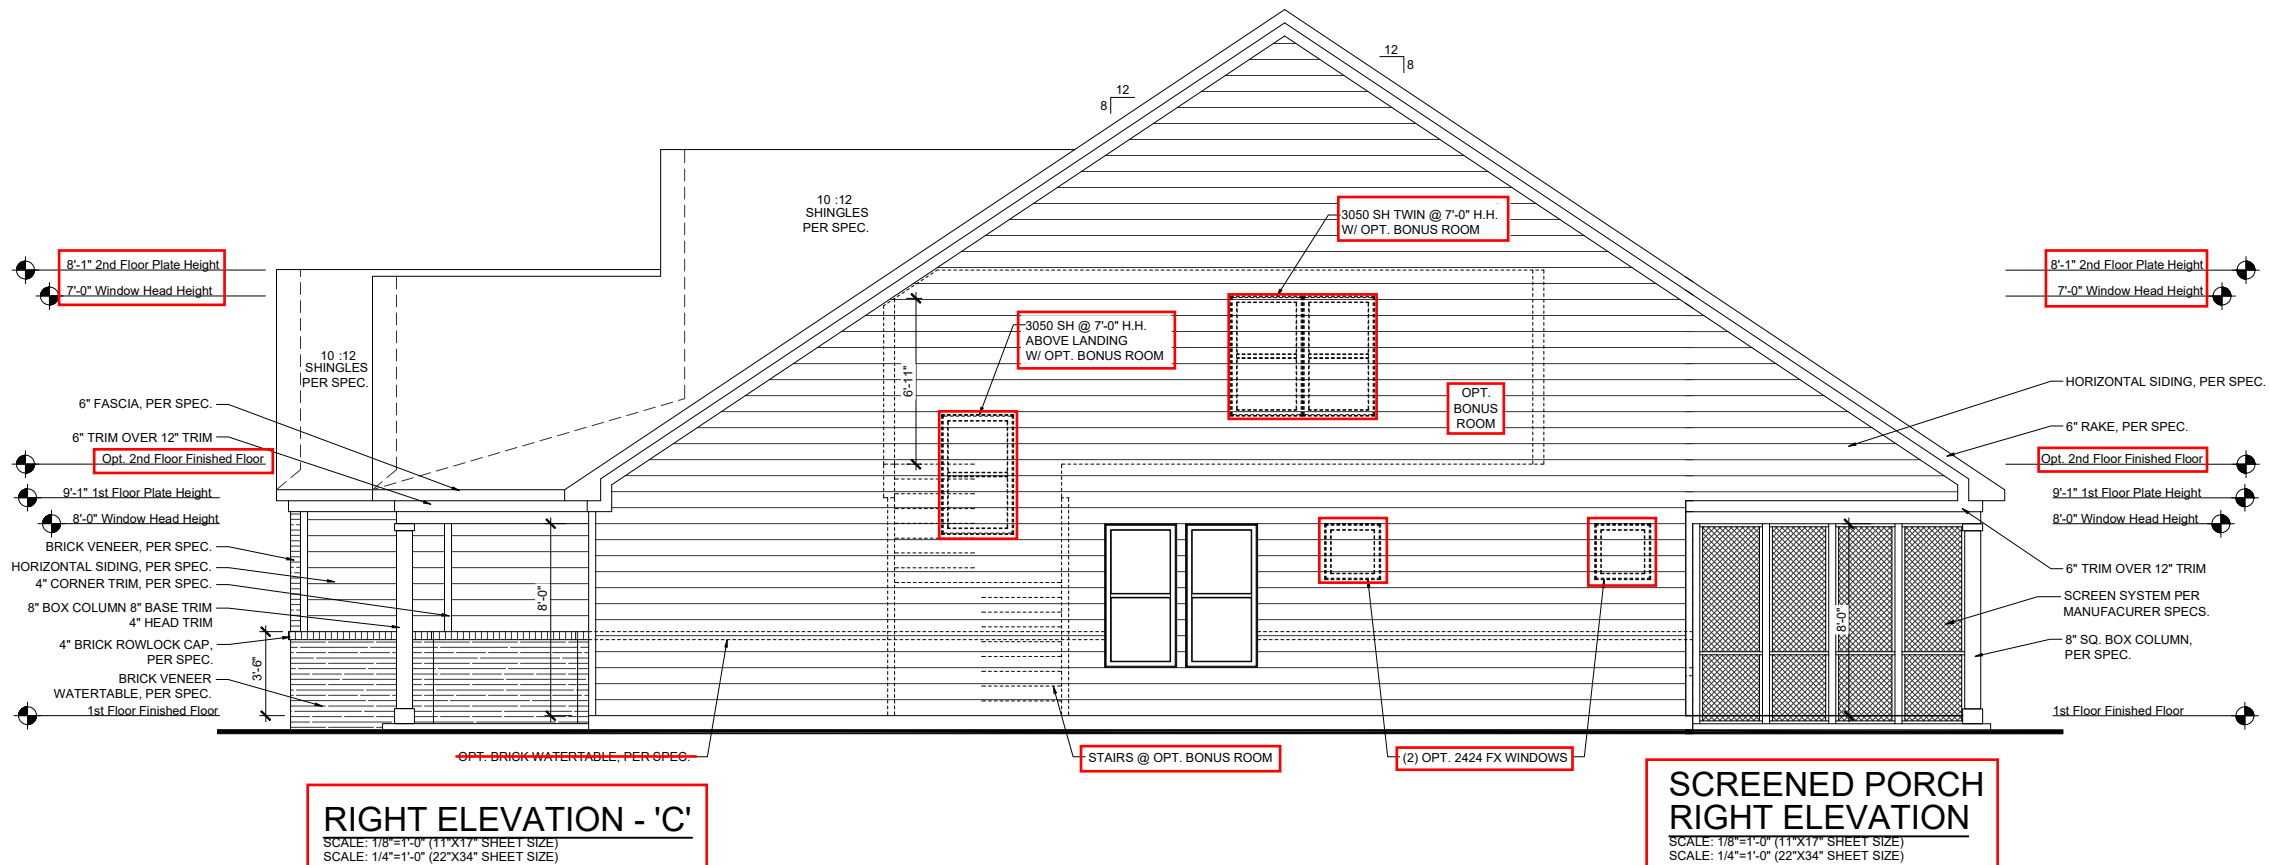 12
8
12
8
10 :12
SHINGLES
PER SPEC.
3050 SH TWIN @ 7'-0" H.H.
W/ OPT. BONUS ROOM
8'-1" 2nd Floor Plate Height
7'-0" Window Head Height
8'-1" 2nd Floor Plate Height
7'-0" Window Head Height
3050 SH @ 7'-0" H.H.
ABOVE LANDING
W/ OPT. BONUS ROOM
10 :12
SHINGLES
PER SPEC.
6'-11"
OPT.
BONUS
ROOM
HORIZONTAL SIDING, PER SPEC.
6" FASCIA, PER SPEC.
6" TRIM OVER 12" TRIM
6" RAKE, PER SPEC.
Opt. 2nd Floor Finished Floor
Opt. 2nd Floor Finished Floor
9'-1" 1st Floor Plate Height
9'-1" 1st Floor Plate Height
8'-0" Window Head Height
8'-0" Window Head Height
BRICK VENEER, PER SPEC.
HORIZONTAL SIDING, PER SPEC.
4" CORNER TRIM, PER SPEC.
8" BOX COLUMN 8" BASE TRIM
4" HEAD TRIM
4" BRICK ROWLOCK CAP,
PER SPEC.
BRICK VENEER
WATERTABLE, PER SPEC.
1st Floor Finished Floor
3'-6"
8'-0"
8'-0"
6" TRIM OVER 12" TRIM
SCREEN SYSTEM PER
MANUFACURER SPECS.
8" SQ. BOX COLUMN,
PER SPEC.
1st Floor Finished Floor
OPT. BRICK WATERTABLE, PER SPEC.
STAIRS @ OPT. BONUS ROOM
(2) OPT. 2424 FX WINDOWS
RIGHT ELEVATION - 'C'
SCALE: 1/8"=1'-0" (11"X17" SHEET SIZE)
SCALE: 1/4"=1'-0" (22"X34" SHEET SIZE)
SCREENED PORCH
RIGHT ELEVATION
SCALE: 1/8"=1'-0" (11"X17" SHEET SIZE)
SCALE: 1/4"=1'-0" (22"X34" SHEET SIZE)